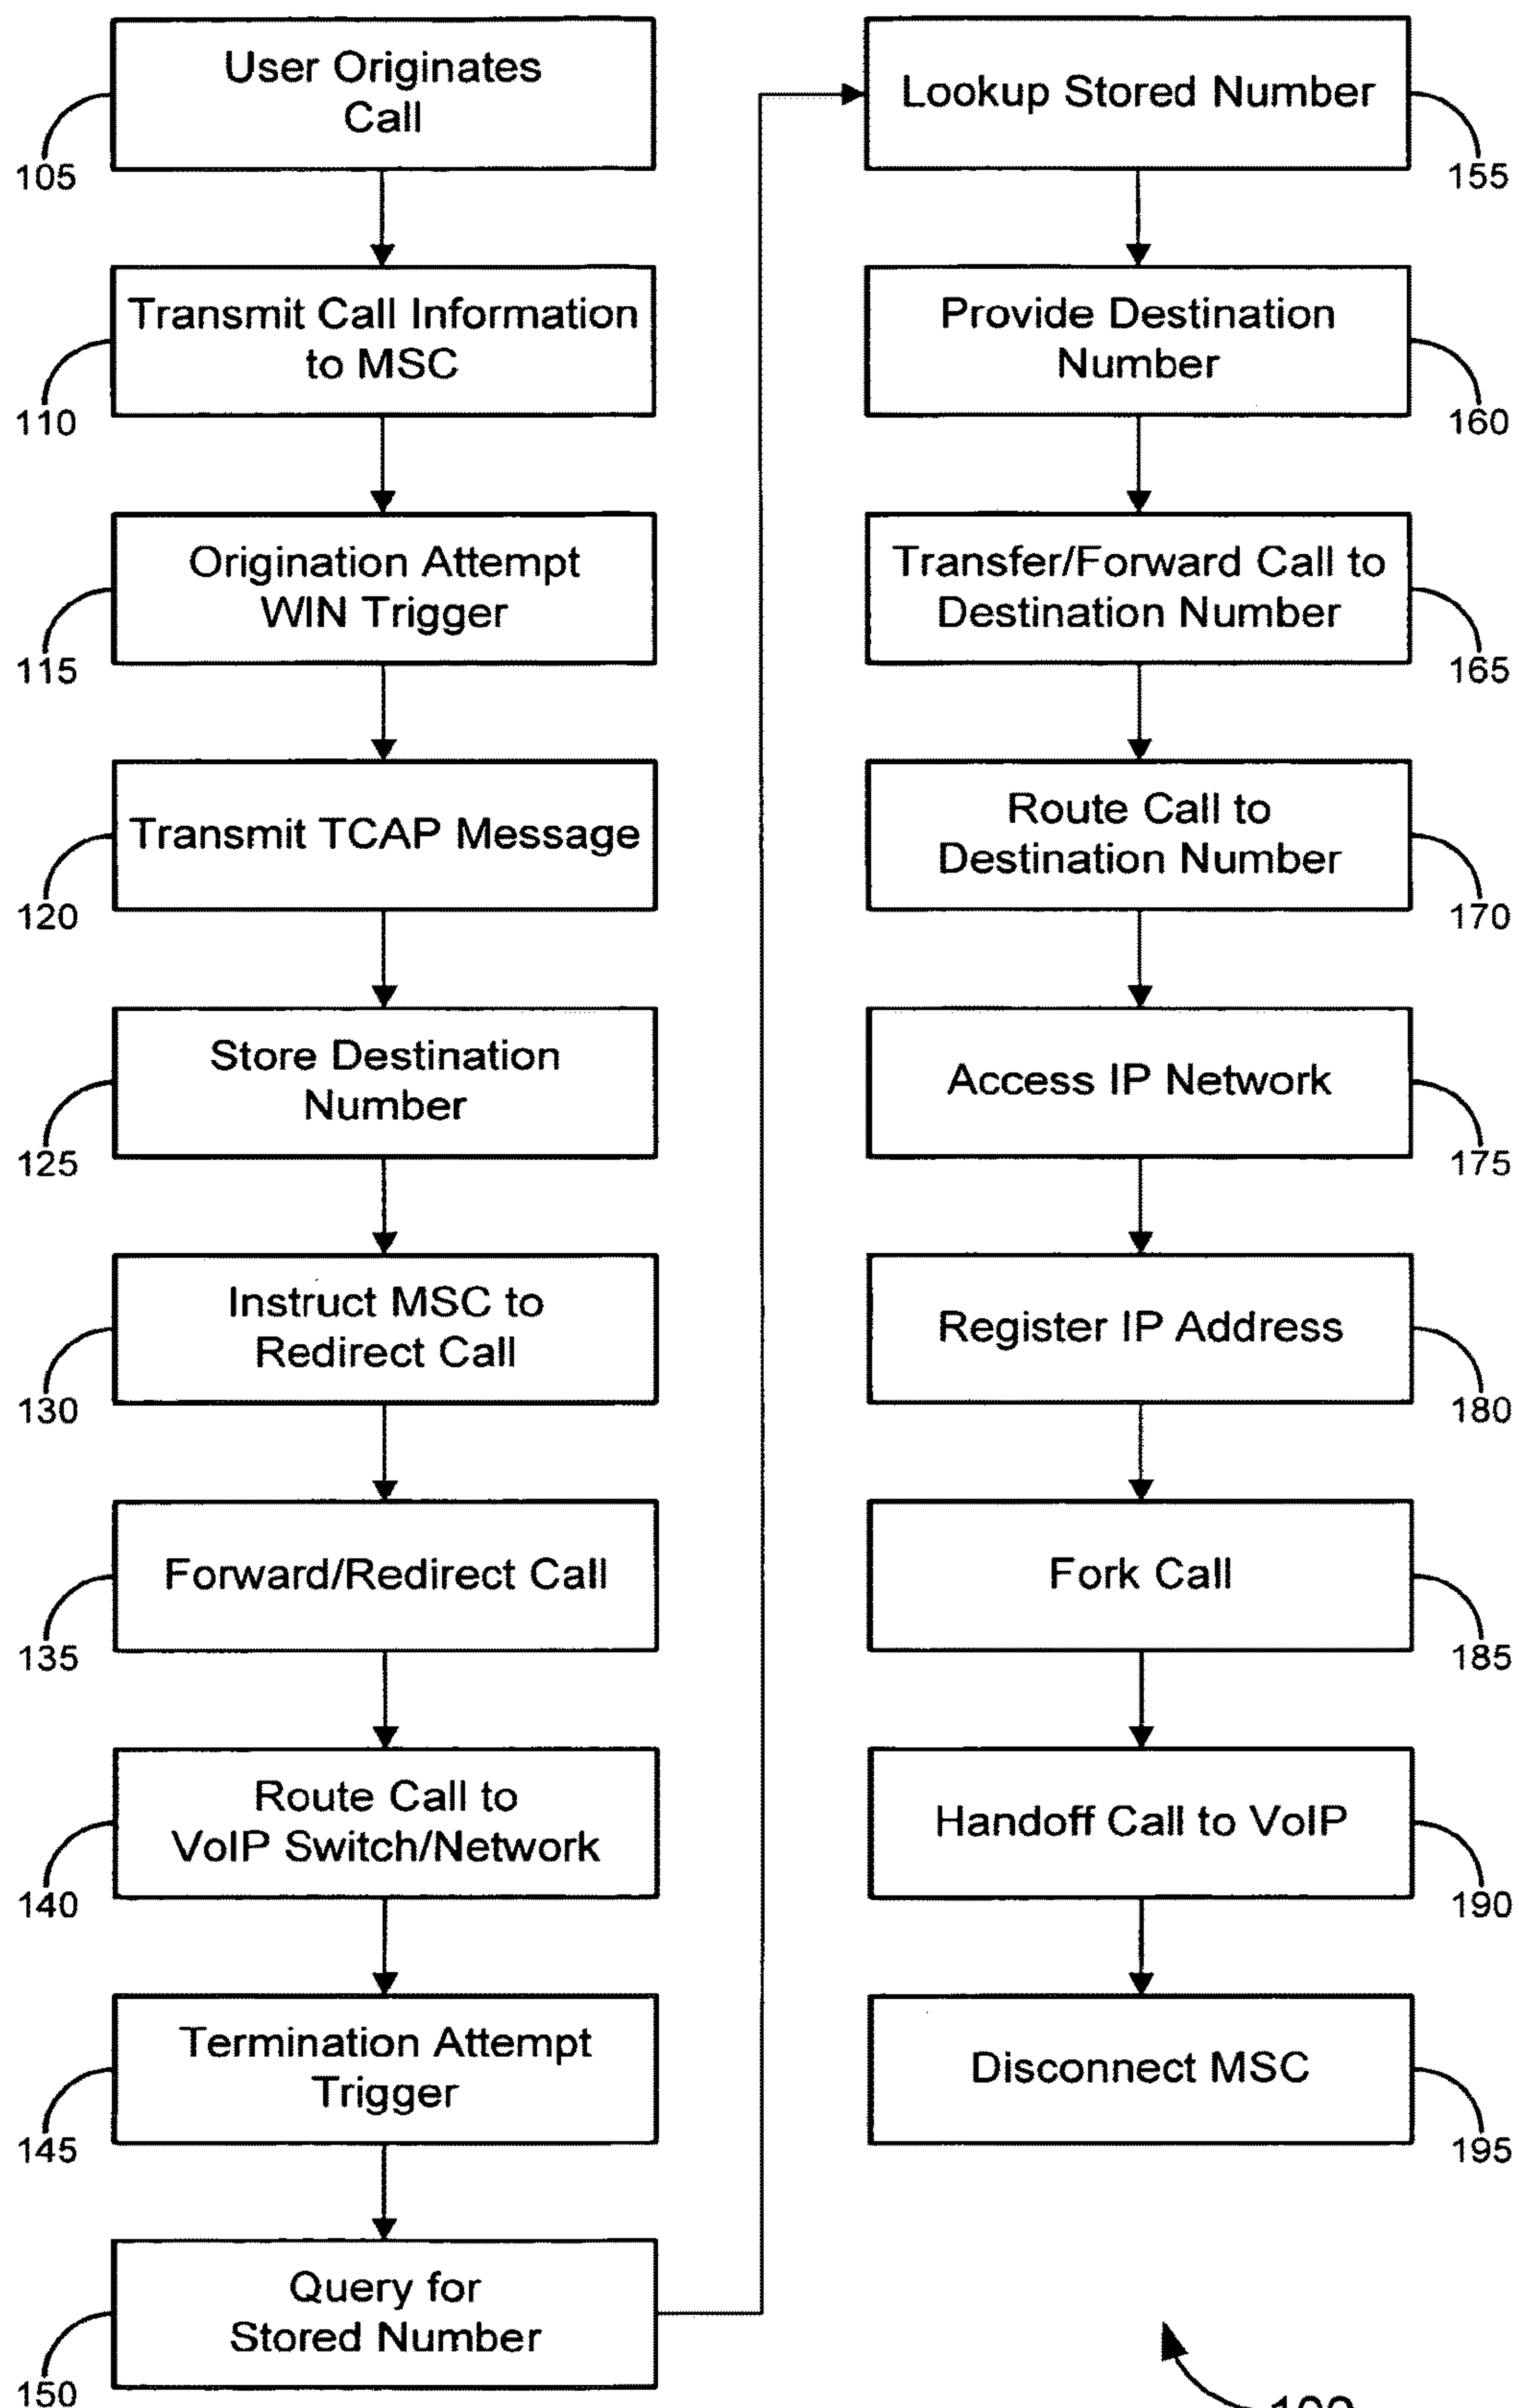 User Originates
Call
105
Transmit Call Information
to MSC
110
Origination Attempt
WIN Trigger
115
Transmit TCAP Message
120
Store Destination
Number
125
Instruct MSC to
Redirect Call
130
Forward/Redirect Call
135
Route Call to
VoIP Switch/Network
140
Termination Attempt
Trigger
145
Query for
Stored Number
150
Lookup Stored Number
155
Provide Destination
Number
160
Transfer/Forward Call to
Destination Number
165
Route Call to
Destination Number
170
Access IP Network
175
Register IP Address
180
Fork Call
185
Handoff Call to VoIP
190
Disconnect MSC
195